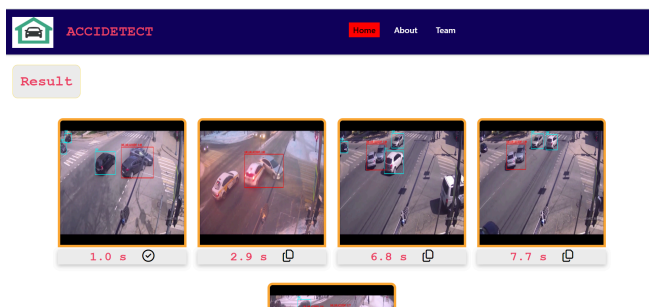 ACCIDETECT
Home About Team
Result
1.0 s
2.9 s
6.8 s
7.7 s